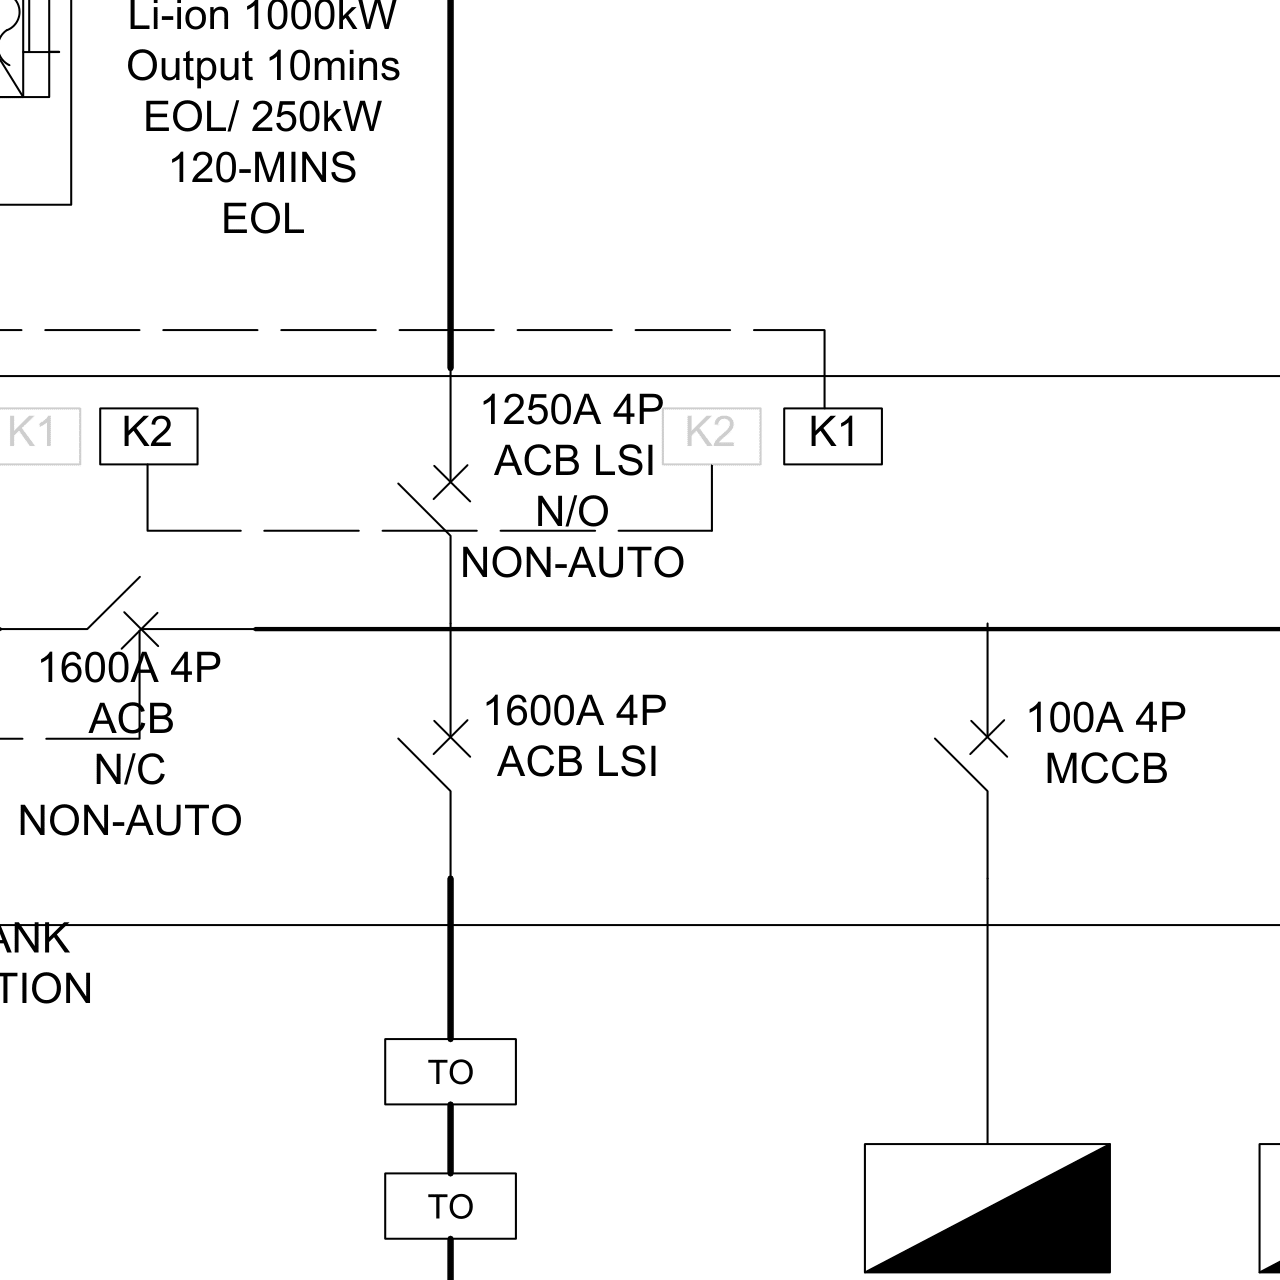 Li-ion 1000kW
Output 10mins
EOL/ 250kW
120-MINS
EOL
K1
K2
1250A 4P
ACB LSI
N/O
NON-AUTO
K2
K1
1600A 4P
ACB
N/C
NON-AUTO
1600A 4P
ACB LSI
100A 4P
MCCB
ANK
TION
TO
TO